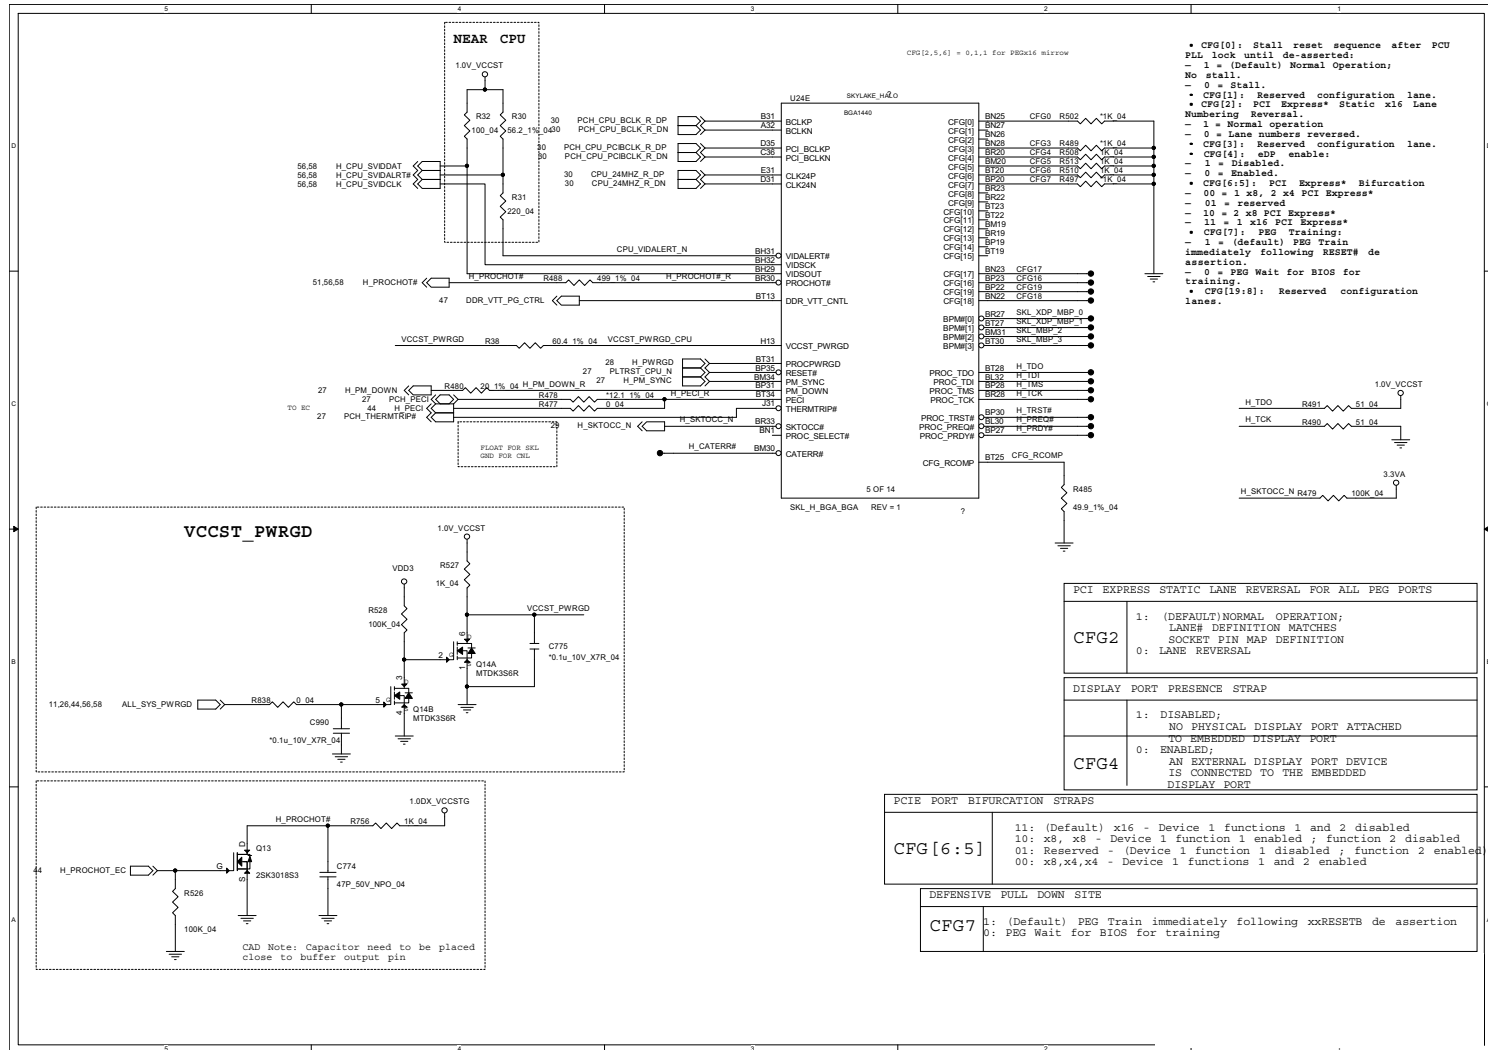 5 4 3 2 1
NEAR CPU
1.0V_VCCST
R32
100_04
R30
56.2_1%_04
R31
220_04
56,58 H_CPU_SVIDDAT
56,58 H_CPU_SVIDALRT#
56,58 H_CPU_SVIDCLK
CFG[2,5,6] = 0,1,1 for PEGx16 mirrow
U24E
SKYLAKE_HALO
?
BGA1440
30 PCH_CPU_BCLK_R_DP B31 BCLKP
30 PCH_CPU_BCLK_R_DN A32 BCLKN
30 PCH_CPU_PCIBCLK_R_DP D35 PCI_BCLKP
30 PCH_CPU_PCIBCLK_R_DN C36 PCI_BCLKN
30 CPU_24MHZ_R_DP E31 CLK24P
30 CPU_24MHZ_R_DN D31 CLK24N
CPU_VIDALERT_N BH31 VIDALERT#
BH32 VIDSCK
BH29 VIDSOUT
51,56,58 H_PROCHOT# H_PROCHOT# R488 499_1%_04 H_PROCHOT#_R BR30 PROCHOT#
47 DDR_VTT_PG_CTRL BT13 DDR_VTT_CNTL
VCCST_PWRGD R38 60.4_1%_04 VCCST_PWRGD_CPU H13 VCCST_PWRGD
28 H_PWRGD BT31 PROCPWRGD
27 PLTRST_CPU_N BP35 RESET#
27 H_PM_SYNC BM34 PM_SYNC
27 H_PM_DOWN R480 20_1%_04 H_PM_DOWN_R BP31 PM_DOWN
27 PCH_PECI R478 *12.1_1%_04 H_PECI_R BT34 PECI
TO EC 44 H_PECI R477 0_04
27 PCH_THERMTRIP# J31 THERMTRIP#
29 H_SKTOCC_N H_SKTOCC_N BR33 SKTOCC#
BN1 PROC_SELECT#
FLOAT FOR SKL
GND FOR CNL
H_CATERR# BM30 CATERR#
CFG[0] BN25 CFG0 R502 *1K_04
CFG[1] BN27
CFG[2] BN26
CFG[3] BN28 CFG3 R489 *1K_04
CFG[4] BR20 CFG4 R508 1K_04
CFG[5] BM20 CFG5 R513 1K_04
CFG[6] BT20 CFG6 R510 1K_04
CFG[7] BP20 CFG7 R497 *1K_04
CFG[8] BR23
CFG[9] BR22
CFG[10] BT23
CFG[11] BT22
CFG[12] BM19
CFG[13] BR19
CFG[14] BP19
CFG[15] BT19
CFG[17] BN23 CFG17
CFG[16] BP23 CFG16
CFG[19] BP22 CFG19
CFG[18] BN22 CFG18
BPM#[0] BR27 SKL_XDP_MBP_0
BPM#[1] BT27 SKL_XDP_MBP_1
BPM#[2] BM31 SKL_MBP_2
BPM#[3] BT30 SKL_MBP_3
PROC_TDO BT28 H_TDO
PROC_TDI BL32 H_TDI
PROC_TMS BP28 H_TMS
PROC_TCK BR28 H_TCK
PROC_TRST# BP30 H_TRST#
PROC_PREQ# BL30 H_PREQ#
PROC_PRDY# BP27 H_PRDY#
CFG_RCOMP BT25 CFG_RCOMP
R485
49.9_1%_04
5 OF 14
SKL_H_BGA_BGA REV = 1 ?
• CFG[0]: Stall reset sequence after PCU
PLL lock until de-asserted:
— 1 = (Default) Normal Operation;
No stall.
— 0 = Stall.
• CFG[1]: Reserved configuration lane.
• CFG[2]: PCI Express* Static x16 Lane
Numbering Reversal.
— 1 = Normal operation
— 0 = Lane numbers reversed.
• CFG[3]: Reserved configuration lane.
• CFG[4]: eDP enable:
— 1 = Disabled.
— 0 = Enabled.
• CFG[6:5]: PCI Express* Bifurcation
— 00 = 1 x8, 2 x4 PCI Express*
— 01 = reserved
— 10 = 2 x8 PCI Express*
— 11 = 1 x16 PCI Express*
• CFG[7]: PEG Training:
— 1 = (default) PEG Train
immediately following RESET# de
assertion.
— 0 = PEG Wait for BIOS for
training.
• CFG[19:8]: Reserved configuration
lanes.
1.0V_VCCST
H_TDO R491 51_04
H_TCK R490 51_04
3.3VA
H_SKTOCC_N R479 100K_04
VCCST_PWRGD
1.0V_VCCST
R527
1K_04
VDD3
R528
100K_04
VCCST_PWRGD
C775
*0.1u_10V_X7R_04
Q14A
MTDK3S6R
11,26,44,56,58 ALL_SYS_PWRGD R838 0_04
Q14B
MTDK3S6R
C990
*0.1u_10V_X7R_04
1.0DX_VCCSTG
H_PROCHOT# R756 1K_04
44 H_PROCHOT_EC
G D S
Q13
2SK3018S3
C774
47P_50V_NPO_04
R526
100K_04
CAD Note: Capacitor need to be placed
close to buffer output pin
PCI EXPRESS STATIC LANE REVERSAL FOR ALL PEG PORTS
CFG2
1: (DEFAULT)NORMAL OPERATION;
LANE# DEFINITION MATCHES
SOCKET PIN MAP DEFINITION
0: LANE REVERSAL
DISPLAY PORT PRESENCE STRAP
CFG4
1: DISABLED;
NO PHYSICAL DISPLAY PORT ATTACHED
TO EMBEDDED DISPLAY PORT
0: ENABLED;
AN EXTERNAL DISPLAY PORT DEVICE
IS CONNECTED TO THE EMBEDDED
DISPLAY PORT
PCIE PORT BIFURCATION STRAPS
CFG[6:5]
11: (Default) x16 - Device 1 functions 1 and 2 disabled
10: x8, x8 - Device 1 function 1 enabled ; function 2 disabled
01: Reserved - (Device 1 function 1 disabled ; function 2 enabled)
00: x8,x4,x4 - Device 1 functions 1 and 2 enabled
DEFENSIVE PULL DOWN SITE
CFG7
1: (Default) PEG Train immediately following xxRESETB de assertion
0: PEG Wait for BIOS for training
5 4 3 2